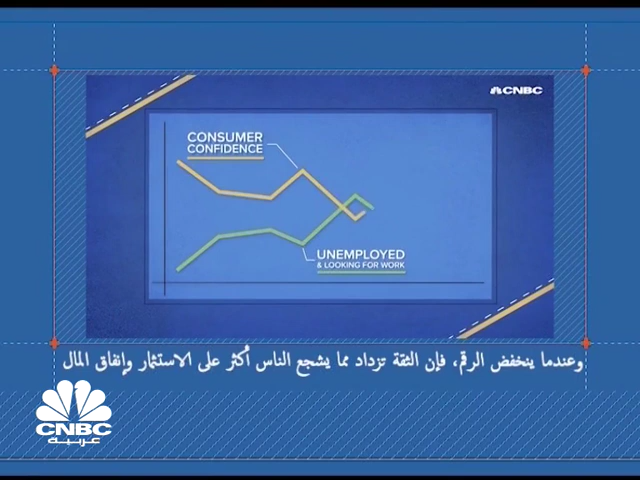 CNBC
CONSUMER
CONFIDENCE
UNEMPLOYED
& LOOKING FOR WORK
وعندما ينخفض الرقم، فإن الثقة تزداد مما يشجع الناس أكثر على الاستثمار وإنفاق المال
CNBC
عربية